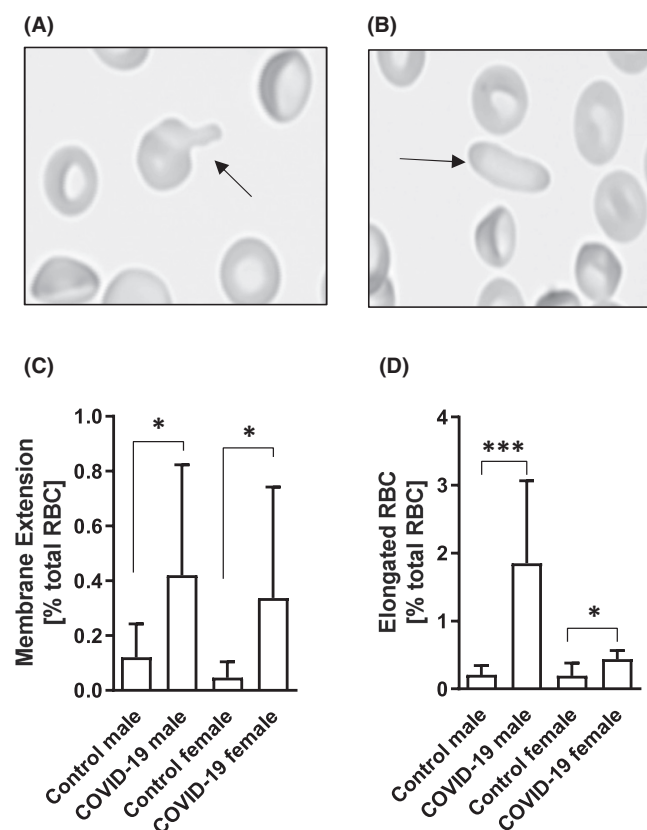 (A)
(B)
(C)
(D)
Membrane Extension
[% total RBC]
1.0
0.8
0.6
0.4
0.2
0.0
*
*
Control male
COVID-19 male
Control female
COVID-19 female
Elongated RBC
[% total RBC]
4
3
2
1
0
***
*
Control male
COVID-19 male
Control female
COVID-19 female